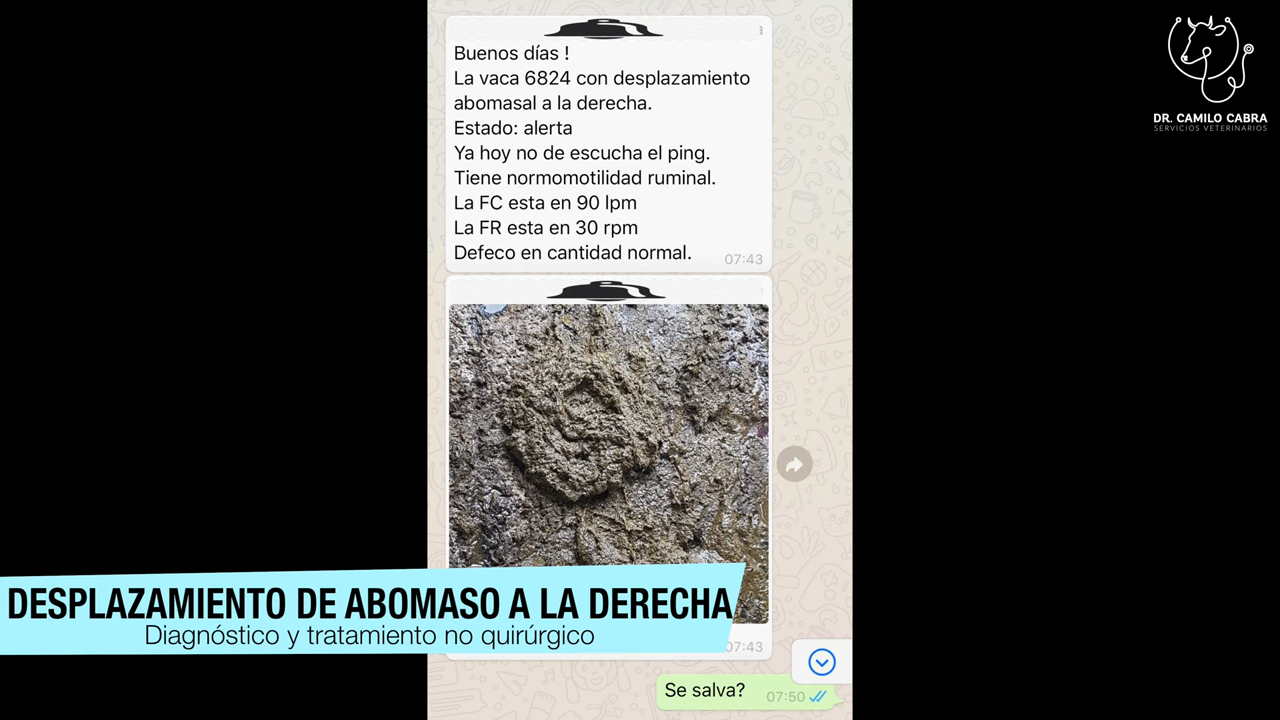 Buenos días !
La vaca 6824 con desplazamiento
abomasal a la derecha.
Estado: alerta
Ya hoy no de escucha el ping.
Tiene normomotilidad ruminal.
La FC esta en 90 lpm
La FR esta en 30 rpm
Defeco en cantidad normal.
07:43
DR. CAMILO CABRA
SERVICIOS VETERINARIOS
DESPLAZAMIENTO DE ABOMASO A LA DERECHA
Diagnóstico y tratamiento no quirúrgico
07:43
Se salva?
07:50